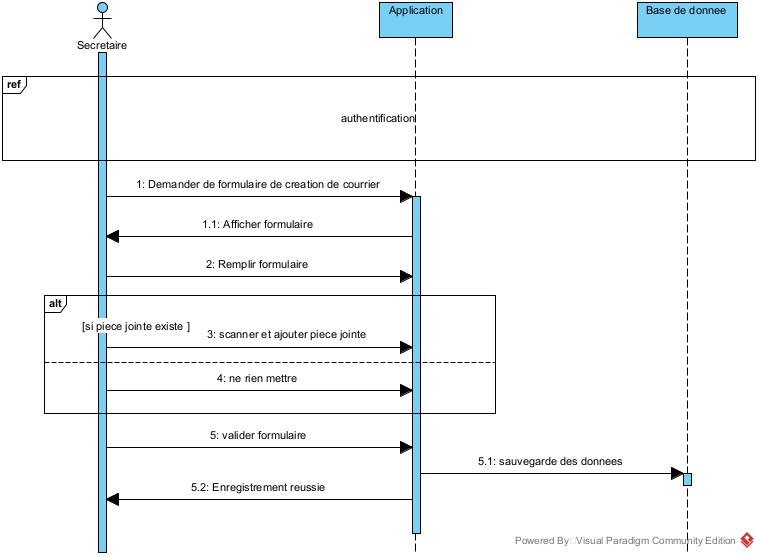 Application
Base de donnee
Secretaire
ref
authentification
1: Demander de formulaire de creation de courrier
1.1: Afficher formulaire
2: Remplir formulaire
alt
[si piece jointe existe ]
3: scanner et ajouter piece jointe
4: ne rien mettre
5: valider formulaire
5.1: sauvegarde des donnees
5.2: Enregistrement reussie
Powered By□Visual Paradigm Community Edition